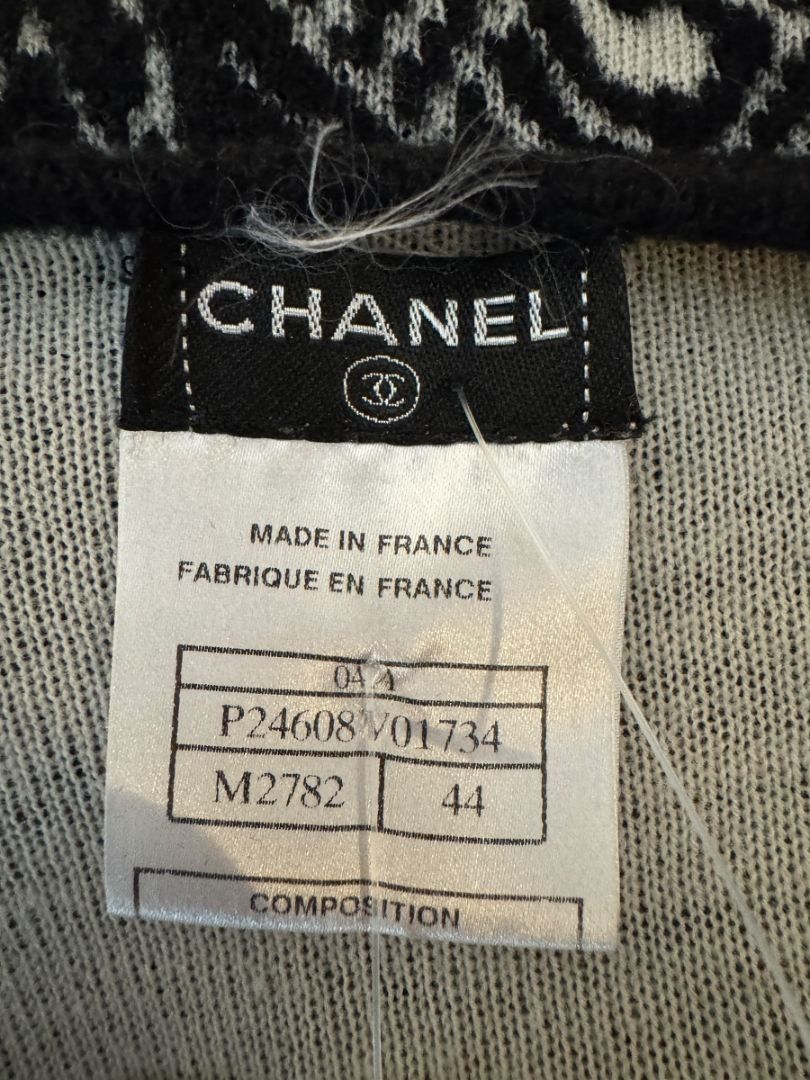 CHANEL
MADE IN FRANCE
FABRIQUE EN FRANCE
P24608V01734
M2782 44
COMPOSITION